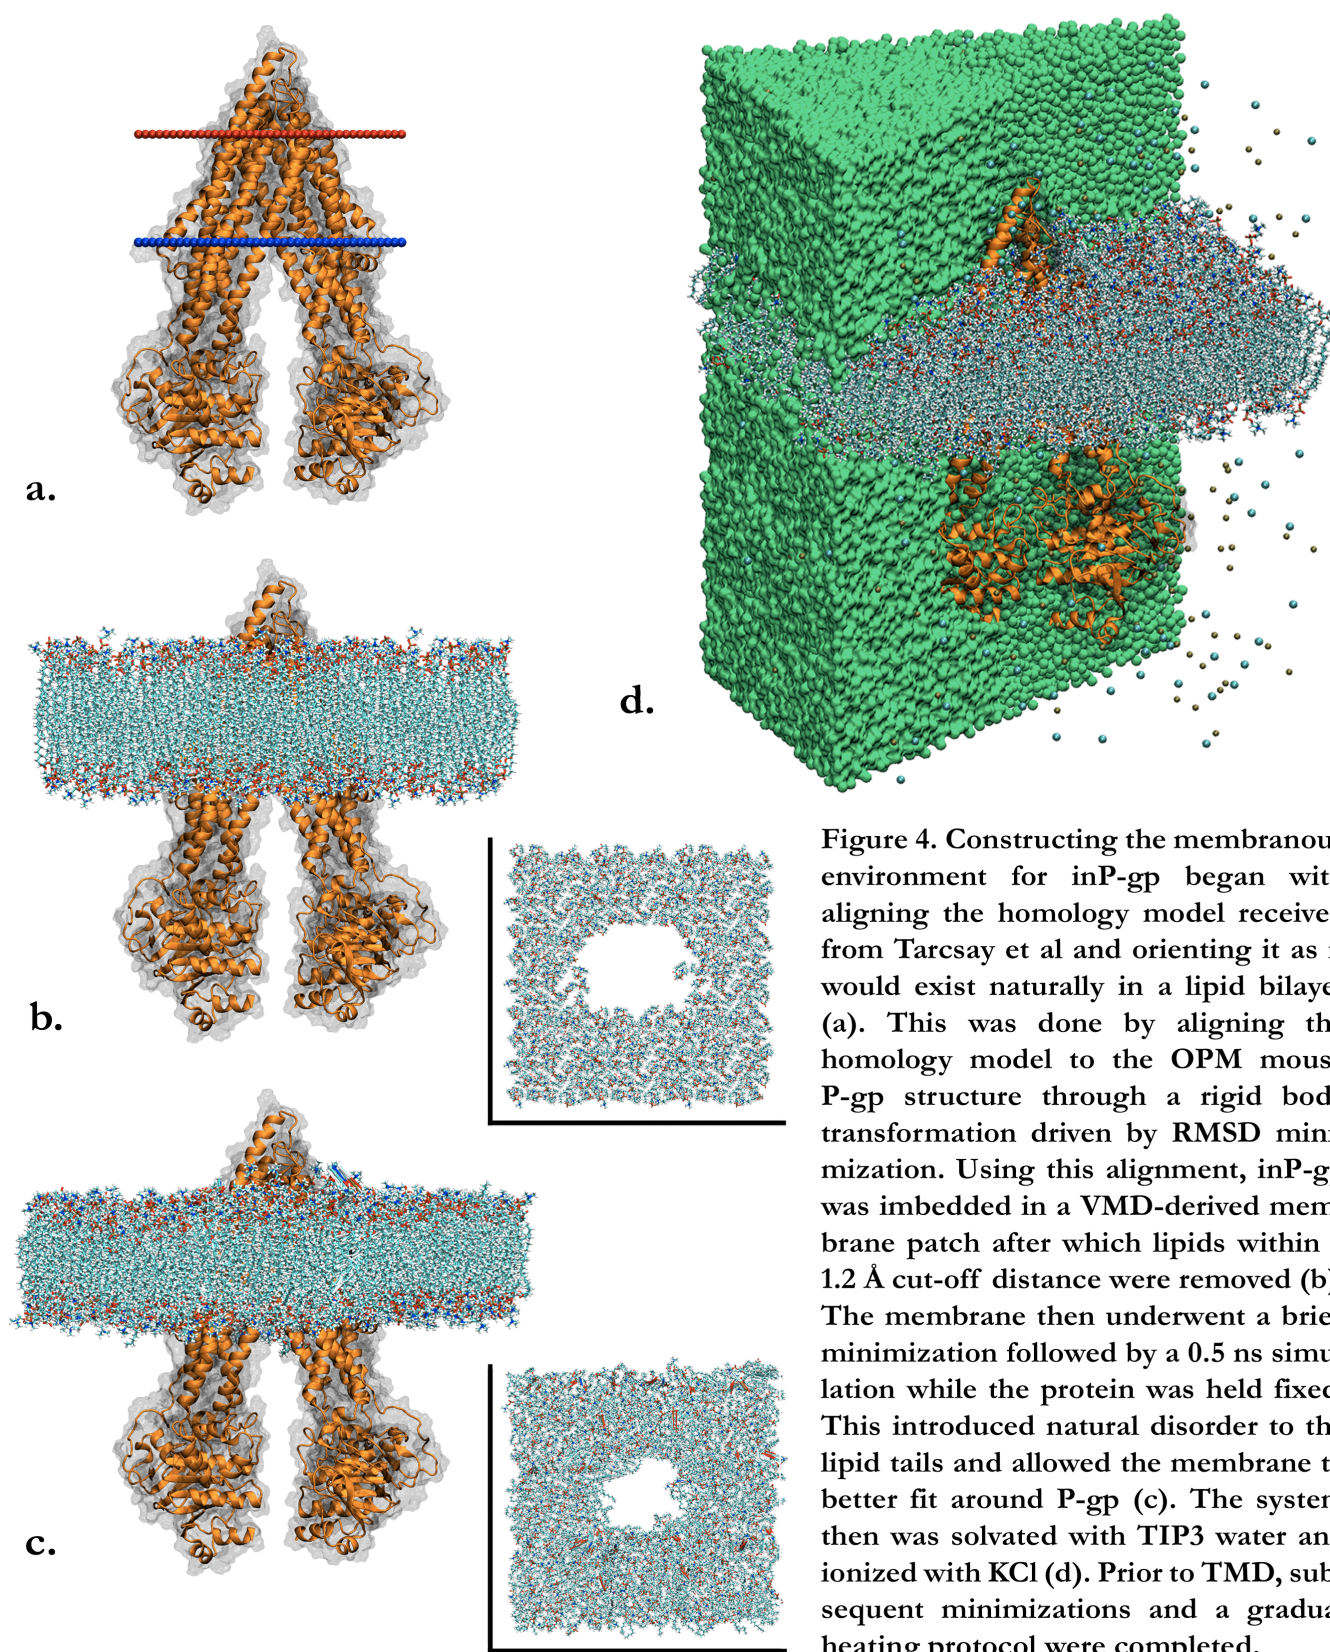 a.
b.
c.
d.
Figure 4. Constructing the membranou
environment for inP-gp began wit
aligning the homology model receive
from Tarcsay et al and orienting it as i
would exist naturally in a lipid bilaye
(a). This was done by aligning th
homology model to the OPM mous
P-gp structure through a rigid bod
transformation driven by RMSD mini
mization. Using this alignment, inP-g
was imbedded in a VMD-derived mem
brane patch after which lipids within
1.2 Å cut-off distance were removed (b)
The membrane then underwent a brie
minimization followed by a 0.5 ns simu
lation while the protein was held fixed
This introduced natural disorder to th
lipid tails and allowed the membrane t
better fit around P-gp (c). The system
then was solvated with TIP3 water an
ionized with KCl (d). Prior to TMD, sub
sequent minimizations and a gradua
heating protocol were completed.